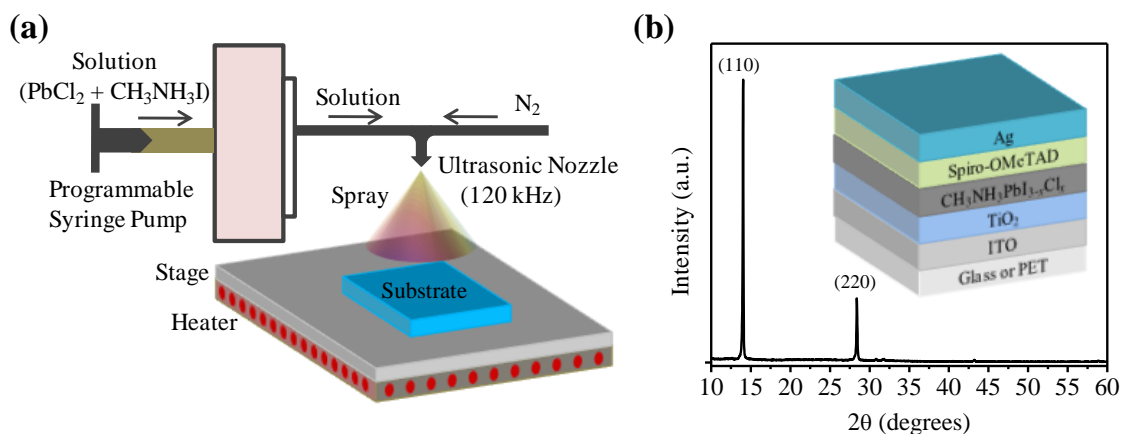 (a)
Solution
(PbCl₂ + CH₃NH₃I)
Programmable
Syringe Pump
Solution
N₂
Ultrasonic Nozzle
(120 kHz)
Spray
Stage
Substrate
Heater
(b)
Intensity (a.u.)
(110)
(220)
Ag
Spiro-OMeTAD
CH₃NH₃PbI₃₋ₓClₓ
TiO₂
ITO
Glass or PET
10 15 20 25 30 35 40 45 50 55 60
2θ (degrees)